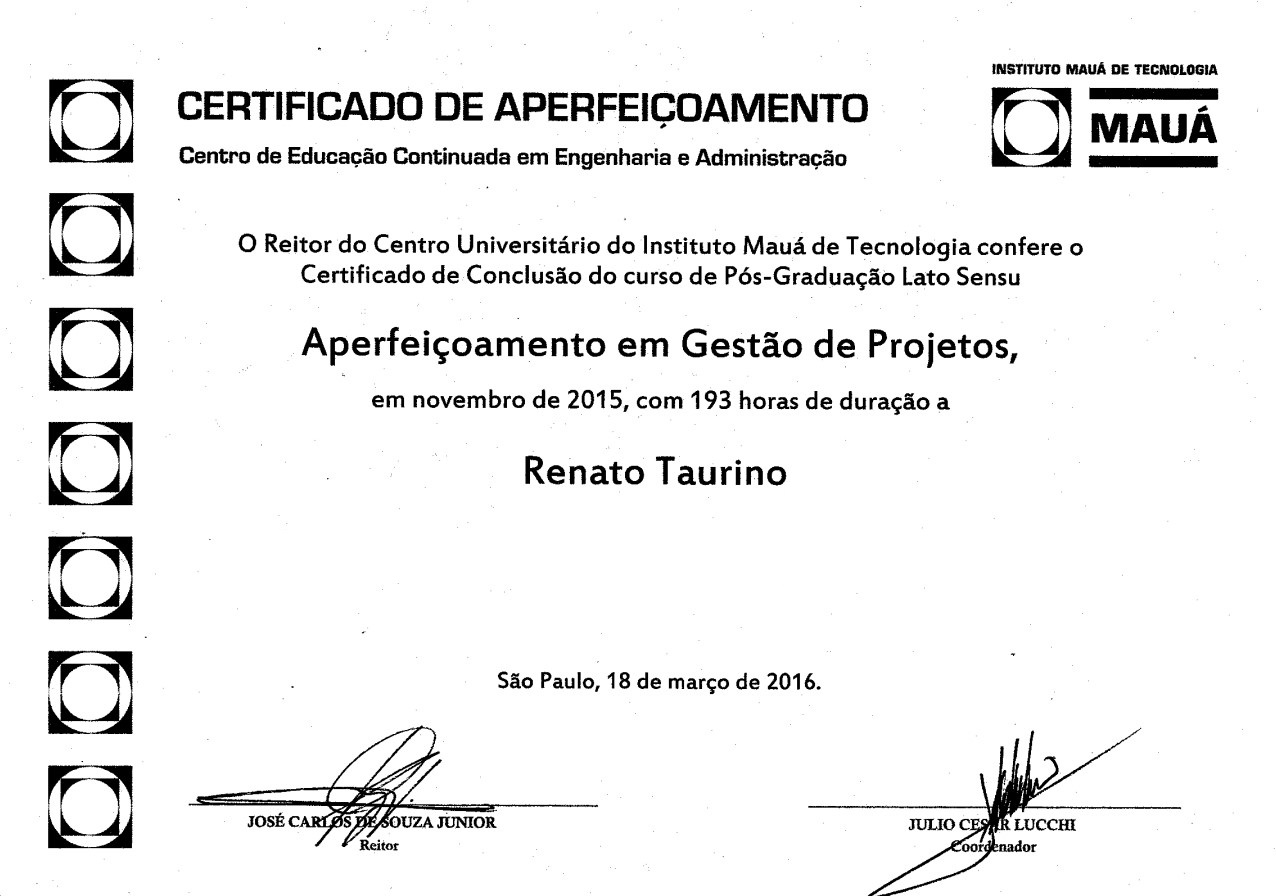 INSTITUTO MAUÁ DE TECNOLOGIA
MAUÁ
CERTIFICADO DE APERFEIÇOAMENTO
Centro de Educação Continuada em Engenharia e Administração
O Reitor do Centro Universitário do Instituto Mauá de Tecnologia confere o
Certificado de Conclusão do curso de Pós-Graduação Lato Sensu
Aperfeiçoamento em Gestão de Projetos,
em novembro de 2015, com 193 horas de duração a
Renato Taurino
São Paulo, 18 de março de 2016.
JOSÉ CARLOS DE SOUZA JUNIOR
Reitor
JULIO CESAR LUCCHI
Coordenador